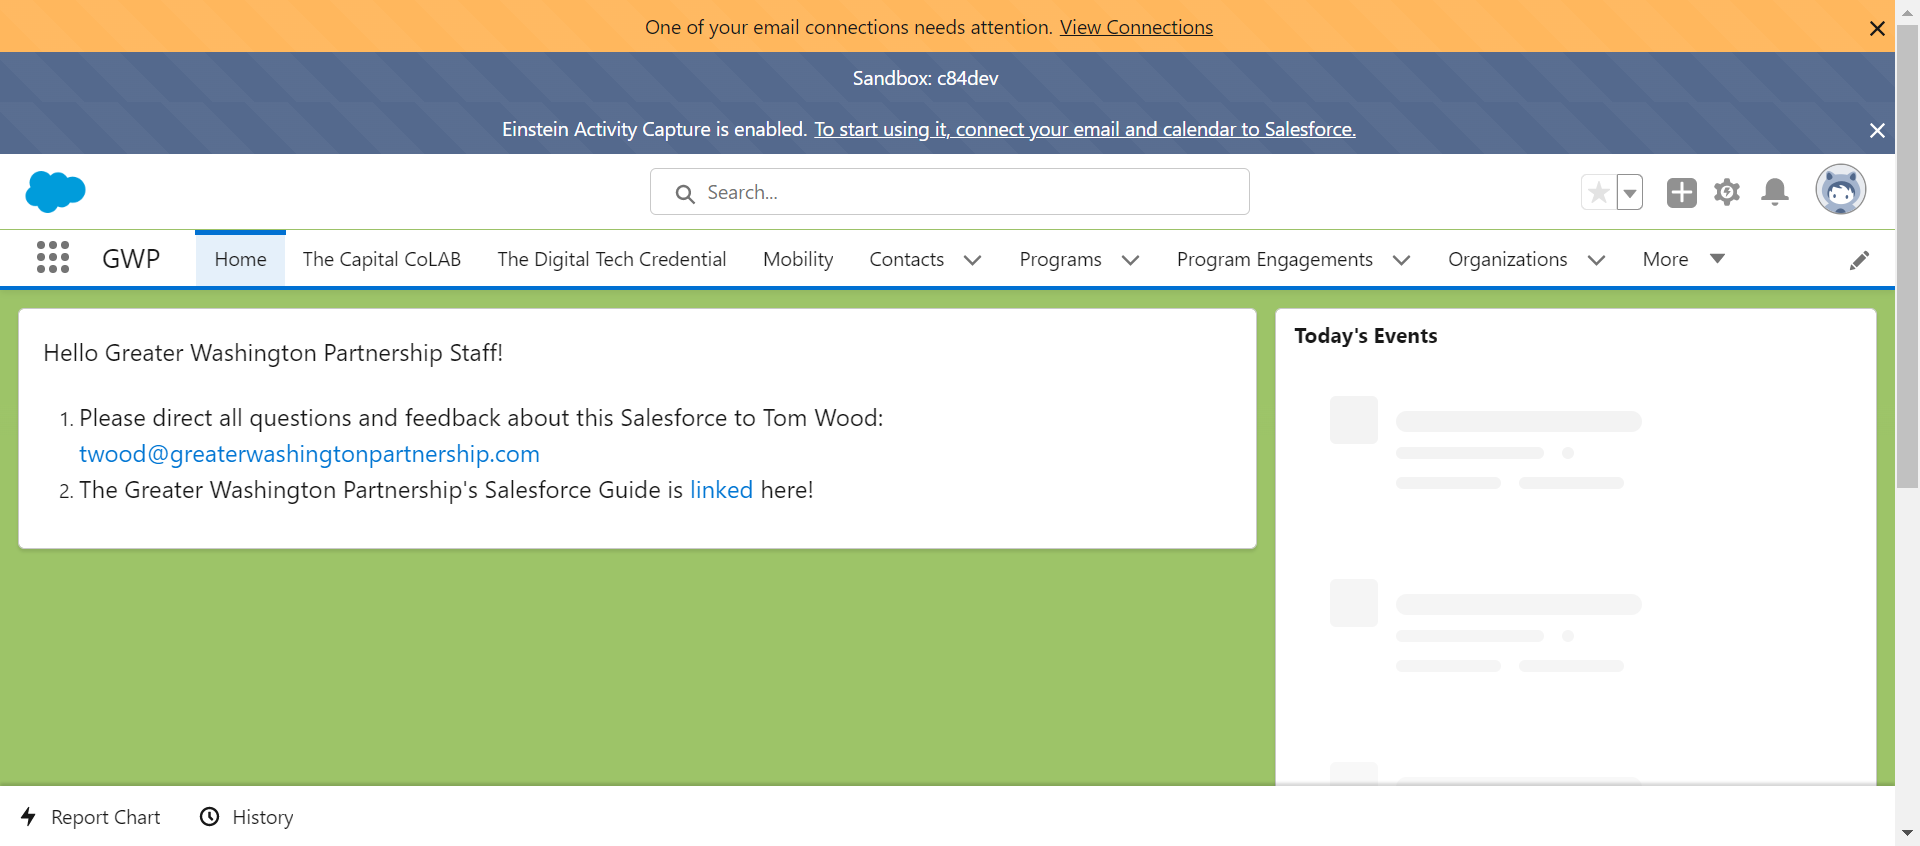 One of your email connections needs attention. View Connections
Sandbox: c84dev
Einstein Activity Capture is enabled. To start using it, connect your email and calendar to Salesforce.
Search...
GWP Home The Capital CoLAB The Digital Tech Credential Mobility Contacts Programs Program Engagements Organizations More
Hello Greater Washington Partnership Staff!
1. Please direct all questions and feedback about this Salesforce to Tom Wood:
twood@greaterwashingtonpartnership.com
2. The Greater Washington Partnership's Salesforce Guide is linked here!
Today's Events
Report Chart History